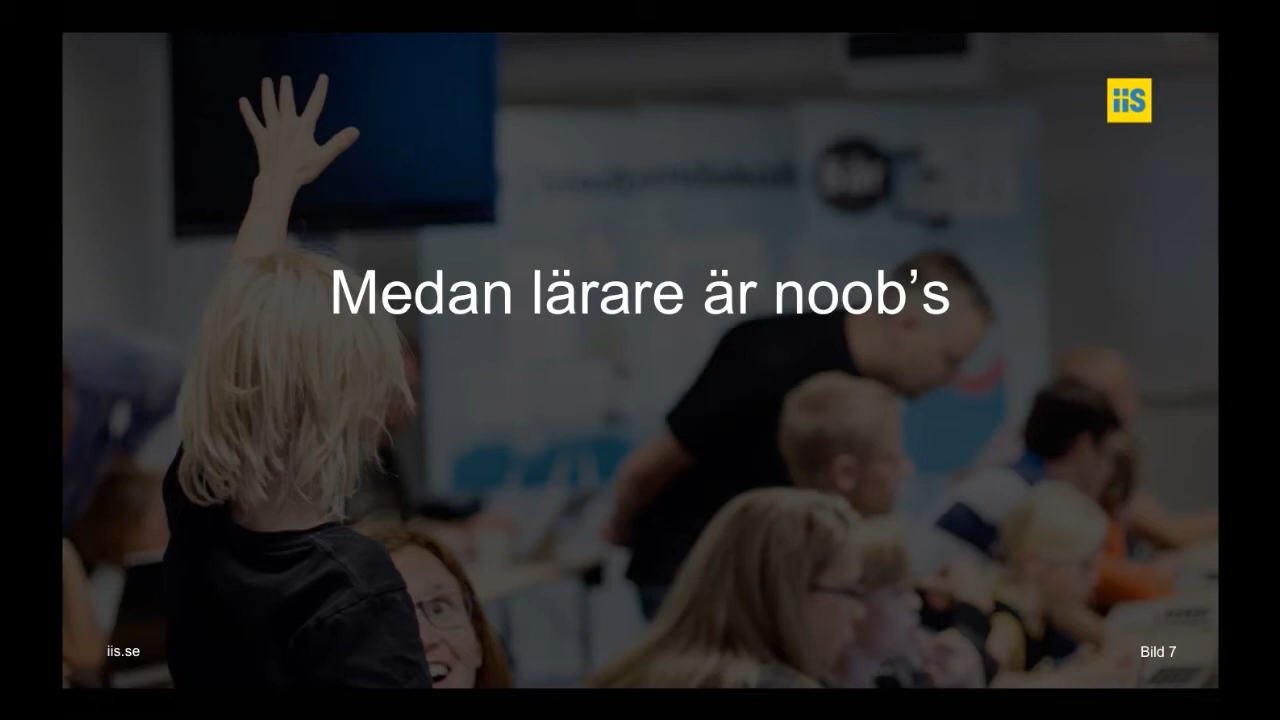 iiS
Medan lärare är noob’s
iis.se
Bild 7